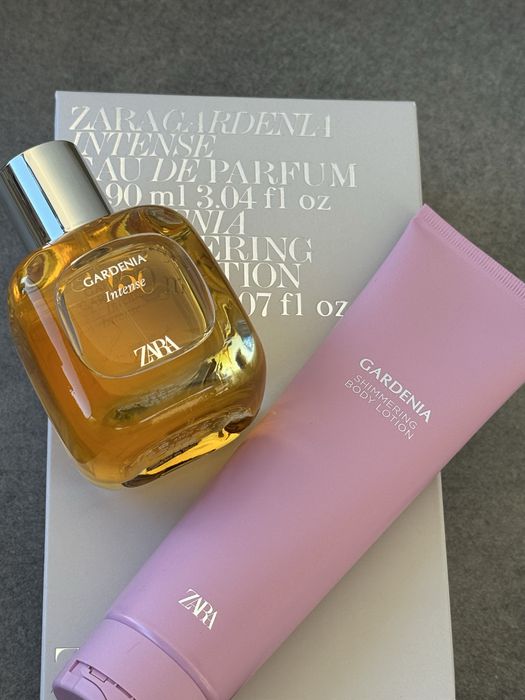 ZARA GARDENIA
INTENSE
EAU DE PARFUM
90 ml 3.04 fl oz
fl oz
GARDENIA
Intense
ZARA
GARDENIA
SHIMMERING
BODY LOTION
ZARA